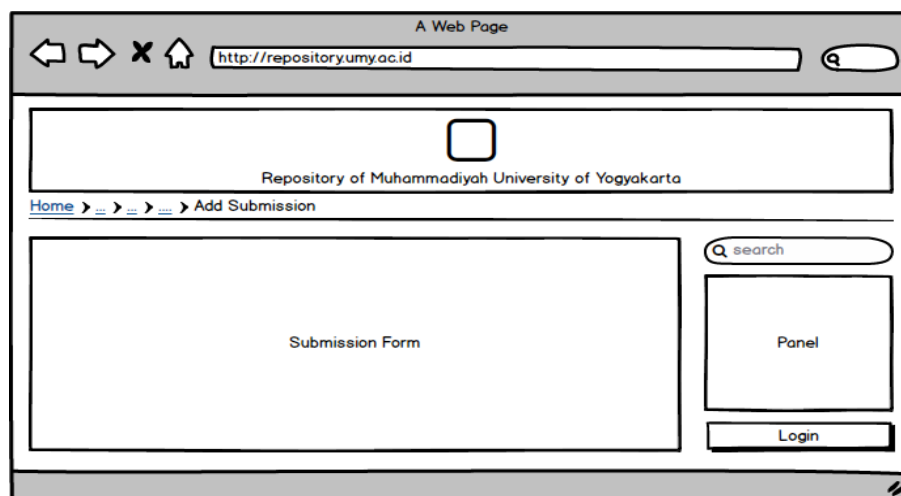 A Web Page
http://repository.umy.ac.id
Repository of Muhammadiyah University of Yogyakarta
Home ❯ ... ❯ ... ❯ .... ❯ Add Submission
search
Submission Form
Panel
Login